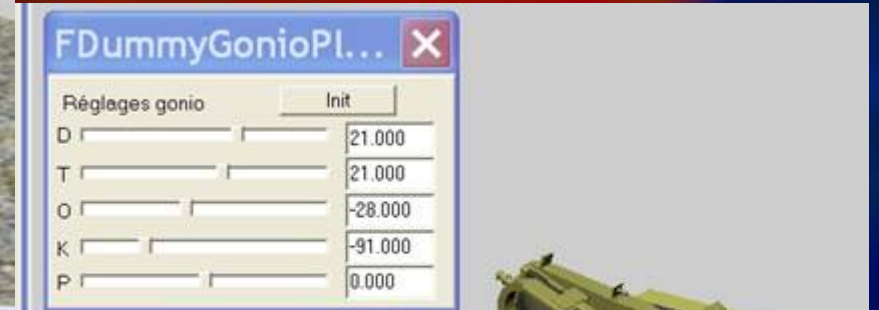 FDummyGonioPl...
Réglages gonio Init
D 21.000
T 21.000
O -28.000
K -91.000
P 0.000